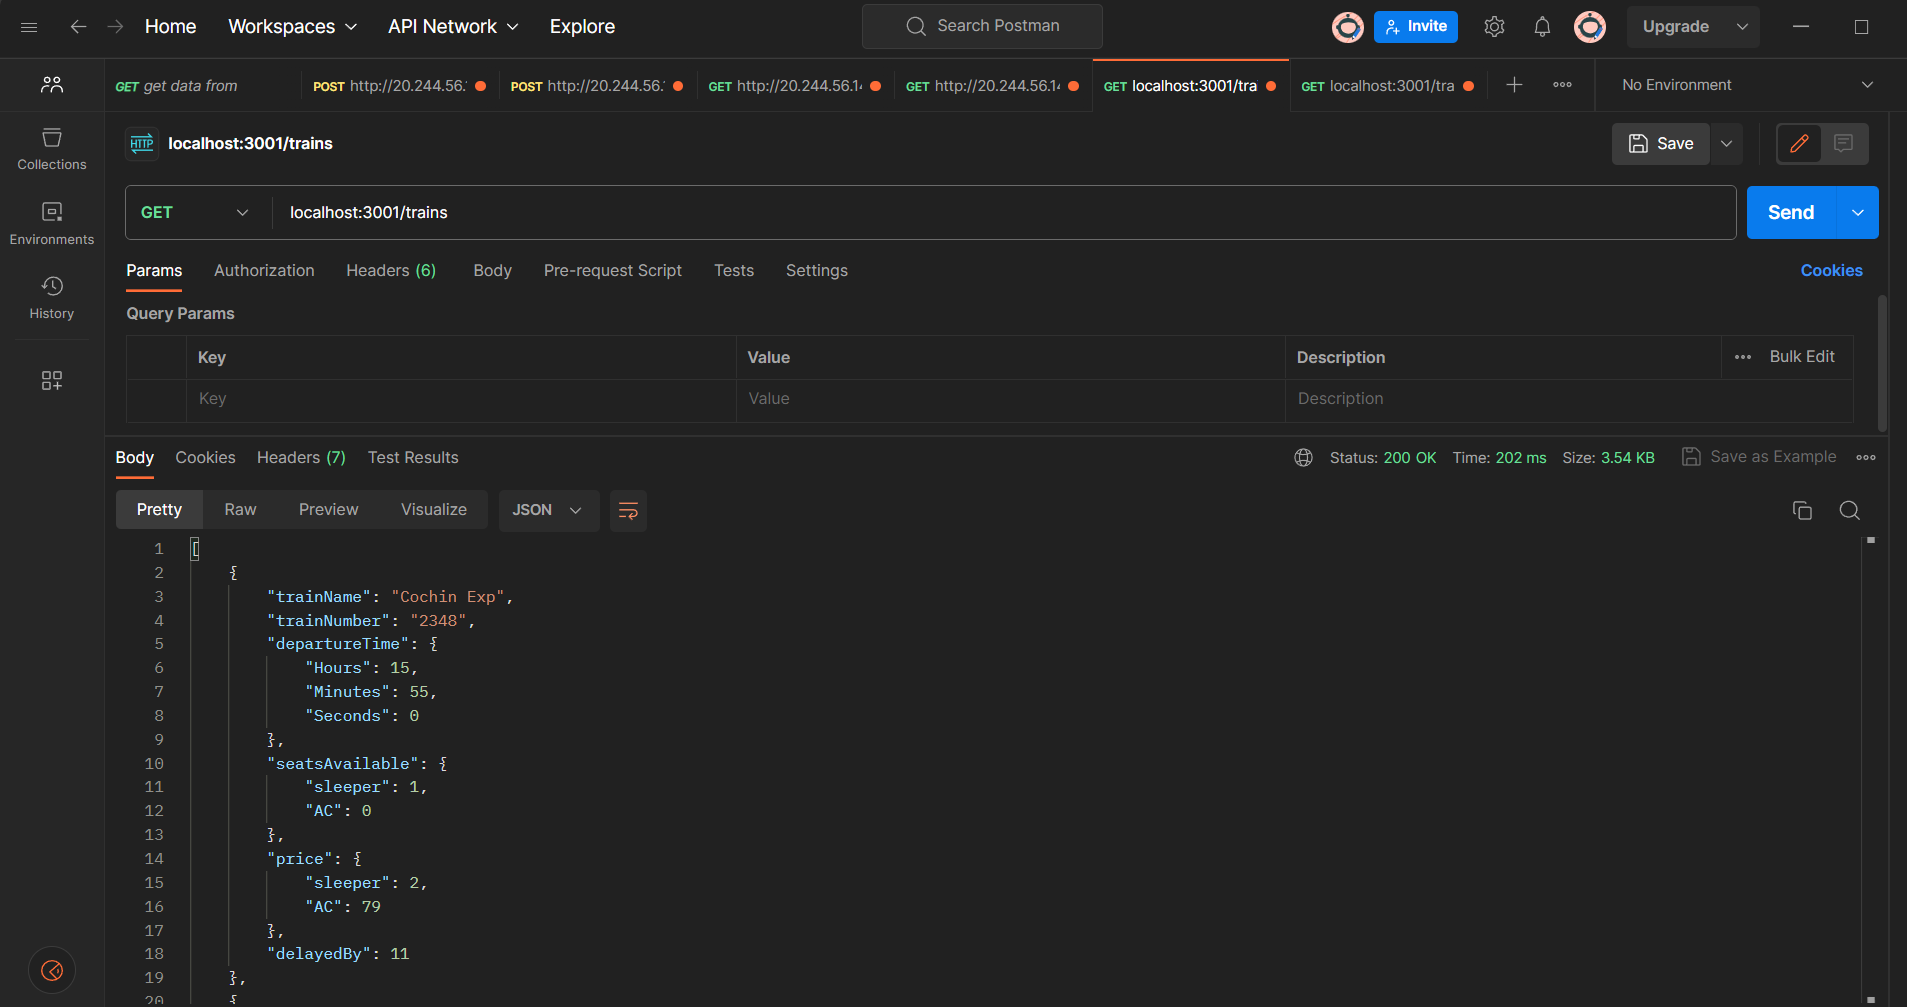 Home Workspaces API Network Explore Search Postman Invite Upgrade
GET get data from POST http://20.244.56.1 POST http://20.244.56.1 GET http://20.244.56.14 GET http://20.244.56.14 GET localhost:3001/tra GET localhost:3001/tra No Environment
HTTP localhost:3001/trains Save
Collections
GET localhost:3001/trains Send
Environments
Params Authorization Headers (6) Body Pre-request Script Tests Settings Cookies
History
Query Params
Key Value Description Bulk Edit
Key Value Description
Body Cookies Headers (7) Test Results Status: 200 OK Time: 202 ms Size: 3.54 KB Save as Example
Pretty Raw Preview Visualize JSON
1 [
2 {
3 "trainName": "Cochin Exp",
4 "trainNumber": "2348",
5 "departureTime": {
6 "Hours": 15,
7 "Minutes": 55,
8 "Seconds": 0
9 },
10 "seatsAvailable": {
11 "sleeper": 1,
12 "AC": 0
13 },
14 "price": {
15 "sleeper": 2,
16 "AC": 79
17 },
18 "delayedBy": 11
19 },
20 {